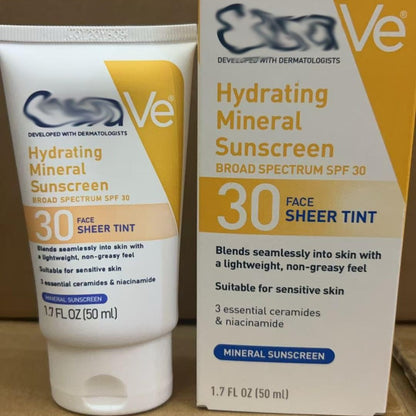 Ve®
DEVELOPED WITH DERMATOLOGISTS
Hydrating
Mineral
Sunscreen
BROAD SPECTRUM SPF 30
30
FACE
SHEER TINT
Blends seamlessly into skin with
a lightweight, non-greasy feel
Suitable for sensitive skin
3 essential ceramides & niacinamide
MINERAL SUNSCREEN
1.7 FL OZ (50 ml)
Ve®
DEVELOPED WITH DERMATOLOGISTS
Hydrating
Mineral
Sunscreen
BROAD SPECTRUM SPF 30
30
FACE
SHEER TINT
Blends seamlessly into skin with
a lightweight, non-greasy feel
Suitable for sensitive skin
3 essential ceramides
& niacinamide
MINERAL SUNSCREEN
1.7 FL OZ (50 ml)